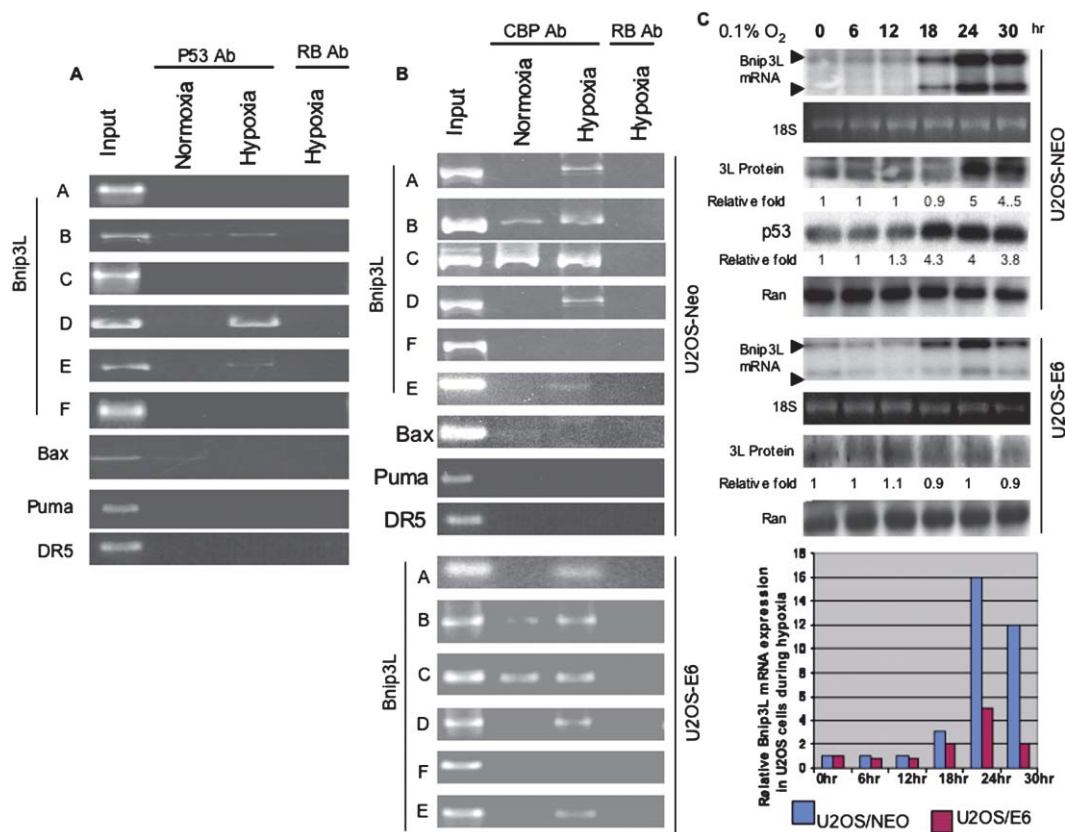 A
P53 Ab
RB Ab
Input
Normoxia
Hypoxia
Hypoxia
Bnip3L
A
B
C
D
E
F
Bax
Puma
DR5
B
CBP Ab
RB Ab
Input
Normoxia
Hypoxia
Hypoxia
Bnip3L
A
B
C
D
F
E
Bax
Puma
DR5
U2OS-Neo
Bnip3L
A
B
C
D
F
E
U2OS-E6
C
0.1% O2 0 6 12 18 24 30 hr
Bnip3L
mRNA
18S
3L Protein
Relative fold 1 1 1 0.9 5 4..5
p53
Relative fold 1 1 1.3 4.3 4 3.8
Ran
U2OS-NEO
Bnip3L
mRNA
18S
3L Protein
Relative fold 1 1 1.1 0.9 1 0.9
Ran
U2OS-E6
Relative Bnip3L mRNA expression
in U2OS cells during hypoxia
18
16
14
12
10
8
6
4
2
0
0hr 6hr 12hr 18hr 24hr 30hr
U2OS/NEO U2OS/E6